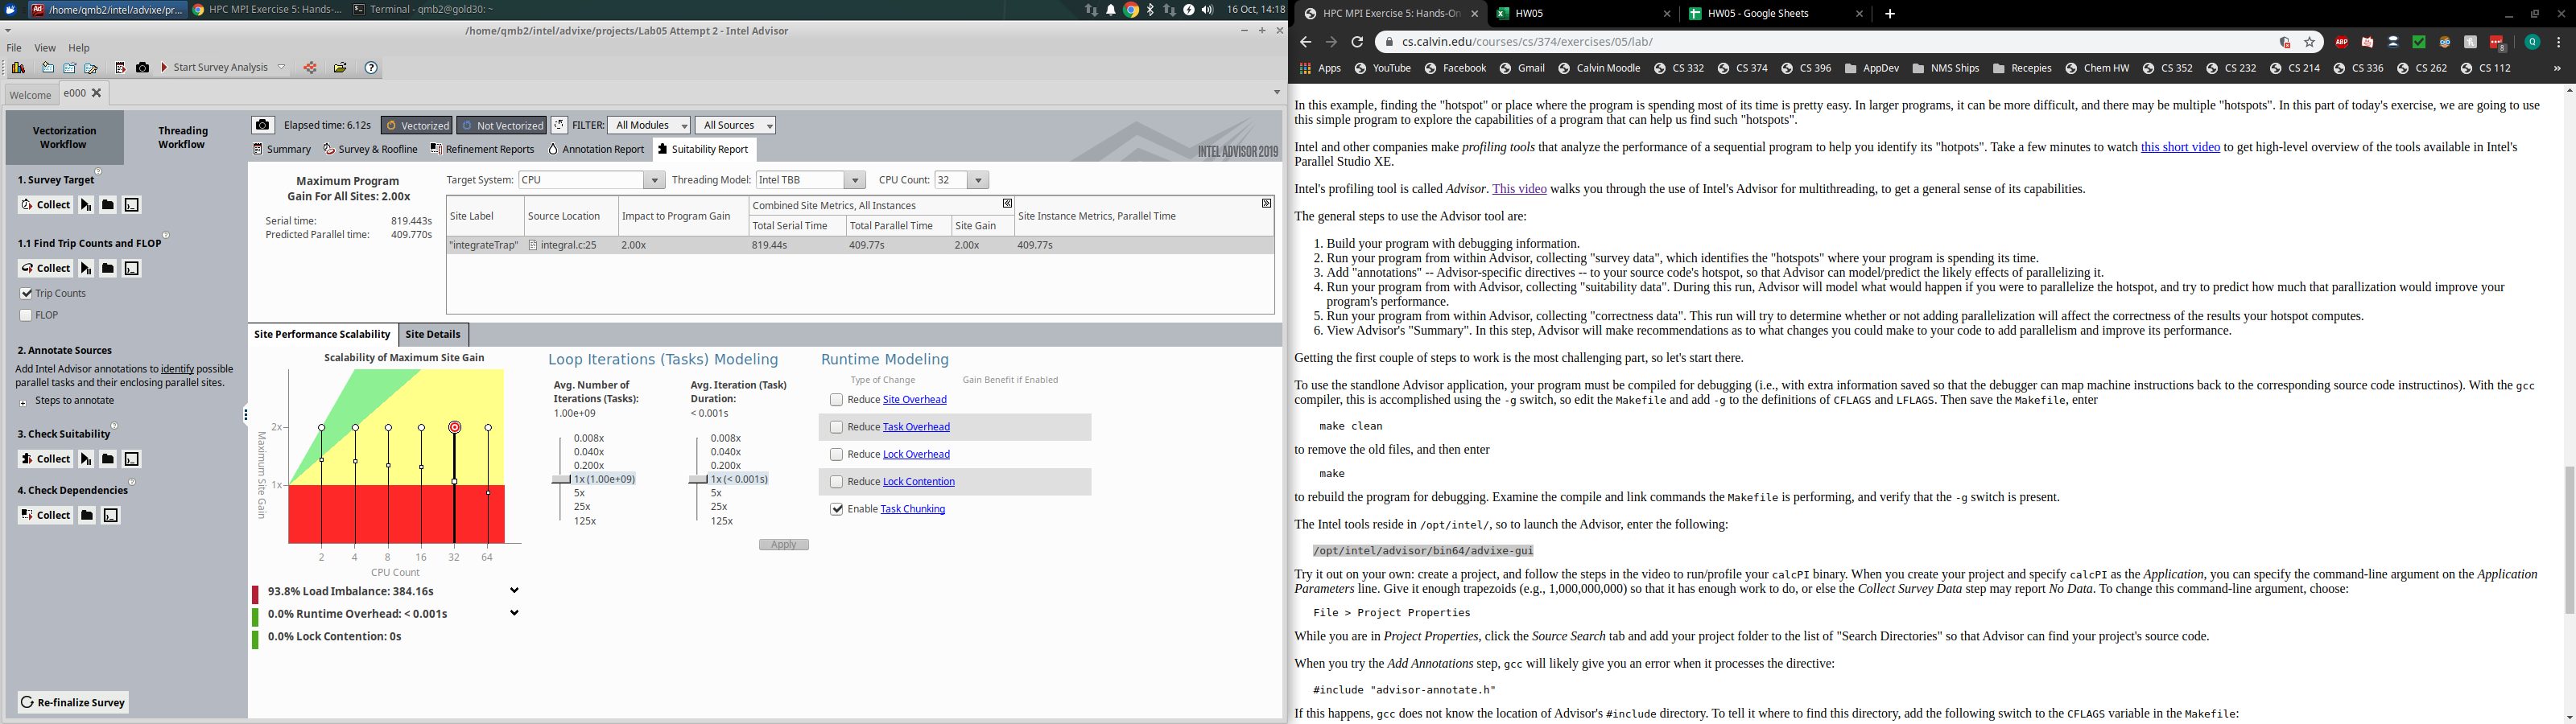 /home/qmb2/intel/advixe/pr...
HPC MPI Exercise 5: Hands-...
Terminal - qmb2@gold30: ~
16 Oct, 14:18
/home/qmb2/intel/advixe/projects/Lab05 Attempt 2 - Intel Advisor
File View Help
Start Survey Analysis
Welcome e000
Vectorization Workflow
Threading Workflow
1. Survey Target
Collect
1.1 Find Trip Counts and FLOP
Collect
Trip Counts
FLOP
2. Annotate Sources
Add Intel Advisor annotations to identify possible
parallel tasks and their enclosing parallel sites.
Steps to annotate
3. Check Suitability
Collect
4. Check Dependencies
Collect
Re-finalize Survey
Elapsed time: 6.12s Vectorized Not Vectorized FILTER: All Modules All Sources
Summary Survey & Roofline Refinement Reports Annotation Report Suitability Report
INTEL ADVISOR 2019
Maximum Program
Gain For All Sites: 2.00x
Serial time: 819.443s
Predicted Parallel time: 409.770s
Target System: CPU Threading Model: Intel TBB CPU Count: 32
Site Label Source Location Impact to Program Gain Combined Site Metrics, All Instances Site Instance Metrics, Parallel Time
Total Serial Time Total Parallel Time Site Gain
"integrateTrap" integral.c:25 2.00x 819.44s 409.77s 2.00x 409.77s
Site Performance Scalability Site Details
Scalability of Maximum Site Gain
Maximum Site Gain
2x
1x
2 4 8 16 32 64
CPU Count
93.8% Load Imbalance: 384.16s
0.0% Runtime Overhead: < 0.001s
0.0% Lock Contention: 0s
Loop Iterations (Tasks) Modeling
Avg. Number of
Iterations (Tasks):
1.00e+09
0.008x
0.040x
0.200x
1x (1.00e+09)
5x
25x
125x
Avg. Iteration (Task)
Duration:
< 0.001s
0.008x
0.040x
0.200x
1x (< 0.001s)
5x
25x
125x
Apply
Runtime Modeling
Type of Change Gain Benefit if Enabled
Reduce Site Overhead
Reduce Task Overhead
Reduce Lock Overhead
Reduce Lock Contention
Enable Task Chunking
HPC MPI Exercise 5: Hands-On
HW05
HW05 - Google Sheets
cs.calvin.edu/courses/cs/374/exercises/05/lab/
Apps YouTube Facebook Gmail Calvin Moodle CS 332 CS 374 CS 396 AppDev NMS Ships Recepies Chem HW CS 352 CS 232 CS 214 CS 336 CS 262 CS 112
In this example, finding the "hotspot" or place where the program is spending most of its time is pretty easy. In larger programs, it can be more difficult, and there may be multiple "hotspots". In this part of today's exercise, we are going to use
this simple program to explore the capabilities of a program that can help us find such "hotspots".
Intel and other companies make profiling tools that analyze the performance of a sequential program to help you identify its "hotpots". Take a few minutes to watch this short video to get high-level overview of the tools available in Intel's
Parallel Studio XE.
Intel's profiling tool is called Advisor. This video walks you through the use of Intel's Advisor for multithreading, to get a general sense of its capabilities.
The general steps to use the Advisor tool are:
1. Build your program with debugging information.
2. Run your program from within Advisor, collecting "survey data", which identifies the "hotspots" where your program is spending its time.
3. Add "annotations" -- Advisor-specific directives -- to your source code's hotspot, so that Advisor can model/predict the likely effects of parallelizing it.
4. Run your program from with Advisor, collecting "suitability data". During this run, Advisor will model what would happen if you were to parallelize the hotspot, and try to predict how much that parallization would improve your
program's performance.
5. Run your program from within Advisor, collecting "correctness data". This run will try to determine whether or not adding parallelization will affect the correctness of the results your hotspot computes.
6. View Advisor's "Summary". In this step, Advisor will make recommendations as to what changes you could make to your code to add parallelism and improve its performance.
Getting the first couple of steps to work is the most challenging part, so let's start there.
To use the standlone Advisor application, your program must be compiled for debugging (i.e., with extra information saved so that the debugger can map machine instructions back to the corresponding source code instructinos). With the gcc
compiler, this is accomplished using the -g switch, so edit the Makefile and add -g to the definitions of CFLAGS and LFLAGS. Then save the Makefile, enter
make clean
to remove the old files, and then enter
make
to rebuild the program for debugging. Examine the compile and link commands the Makefile is performing, and verify that the -g switch is present.
The Intel tools reside in /opt/intel/, so to launch the Advisor, enter the following:
/opt/intel/advisor/bin64/advixe-gui
Try it out on your own: create a project, and follow the steps in the video to run/profile your calcPI binary. When you create your project and specify calcPI as the Application, you can specify the command-line argument on the Application
Parameters line. Give it enough trapezoids (e.g., 1,000,000,000) so that it has enough work to do, or else the Collect Survey Data step may report No Data. To change this command-line argument, choose:
File > Project Properties
While you are in Project Properties, click the Source Search tab and add your project folder to the list of "Search Directories" so that Advisor can find your project's source code.
When you try the Add Annotations step, gcc will likely give you an error when it processes the directive:
#include "advisor-annotate.h"
If this happens, gcc does not know the location of Advisor's #include directory. To tell it where to find this directory, add the following switch to the CFLAGS variable in the Makefile: